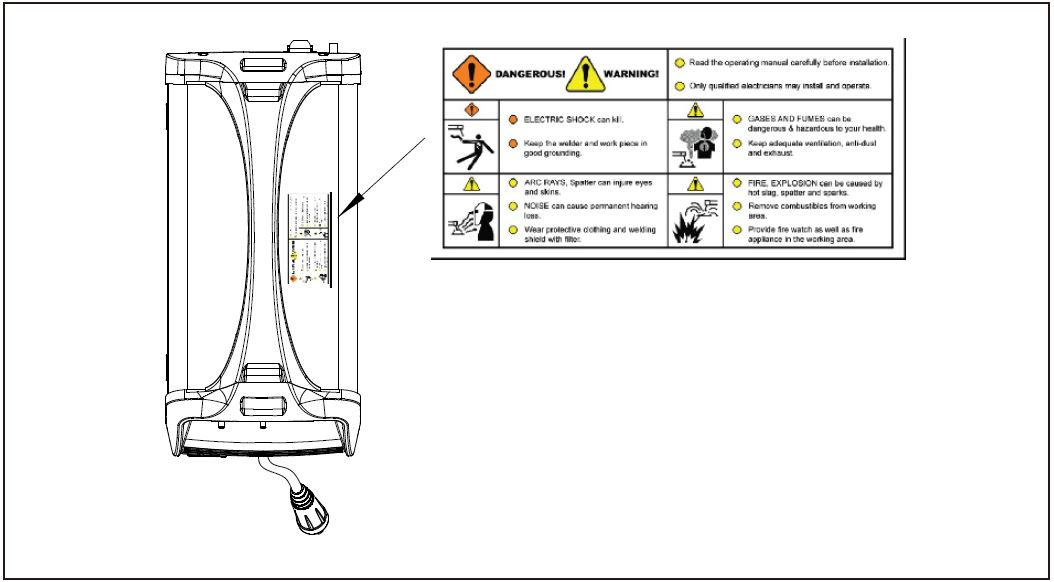 DANGEROUS! WARNING!
Read the operating manual carefully before installation.
Only qualified electricians may install and operate.
ELECTRIC SHOCK can kill.
Keep the welder and work piece in
good grounding.
GASES AND FUMES can be
dangerous & hazardous to your health.
Keep adequate ventilation, anti-dust
and exhaust.
ARC RAYS, Spatter can injure eyes
and skins.
NOISE can cause permanent hearing
loss.
Wear protective clothing and welding
shield with filter.
FIRE, EXPLOSION can be caused by
hot slag, spatter and sparks.
Remove combustibles from working
area.
Provide fire watch as well as fire
appliance in the working area.